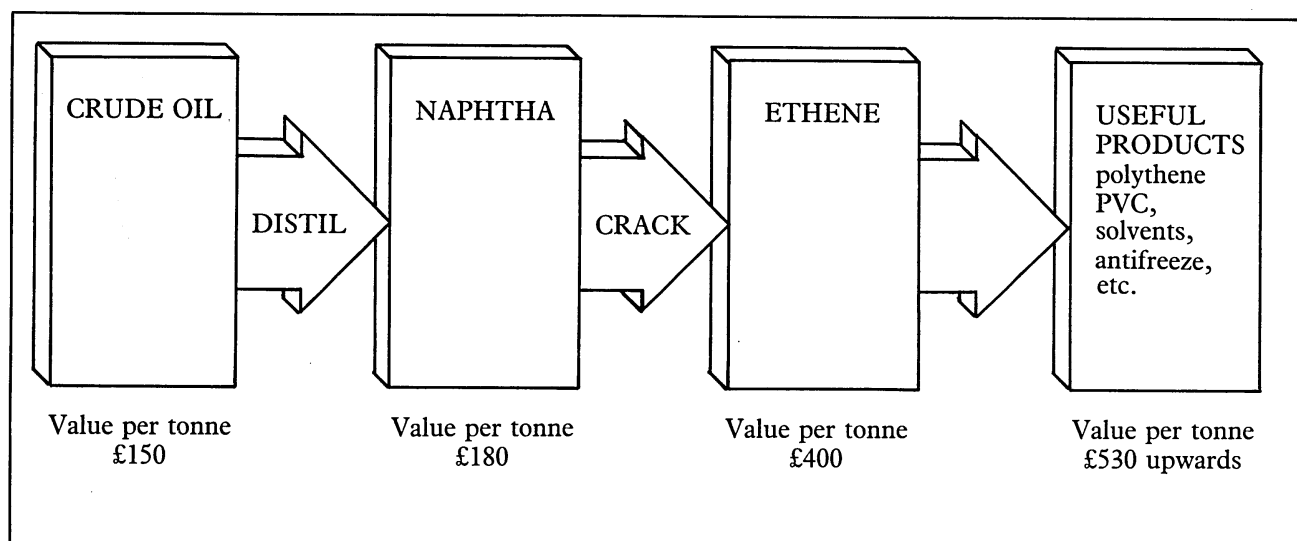 CRUDE OIL
DISTIL
Value per tonne
£150
NAPHTHA
CRACK
Value per tonne
£180
ETHENE
Value per tonne
£400
USEFUL
PRODUCTS
polythene
PVC,
solvents,
antifreeze,
etc.
Value per tonne
£530 upwards